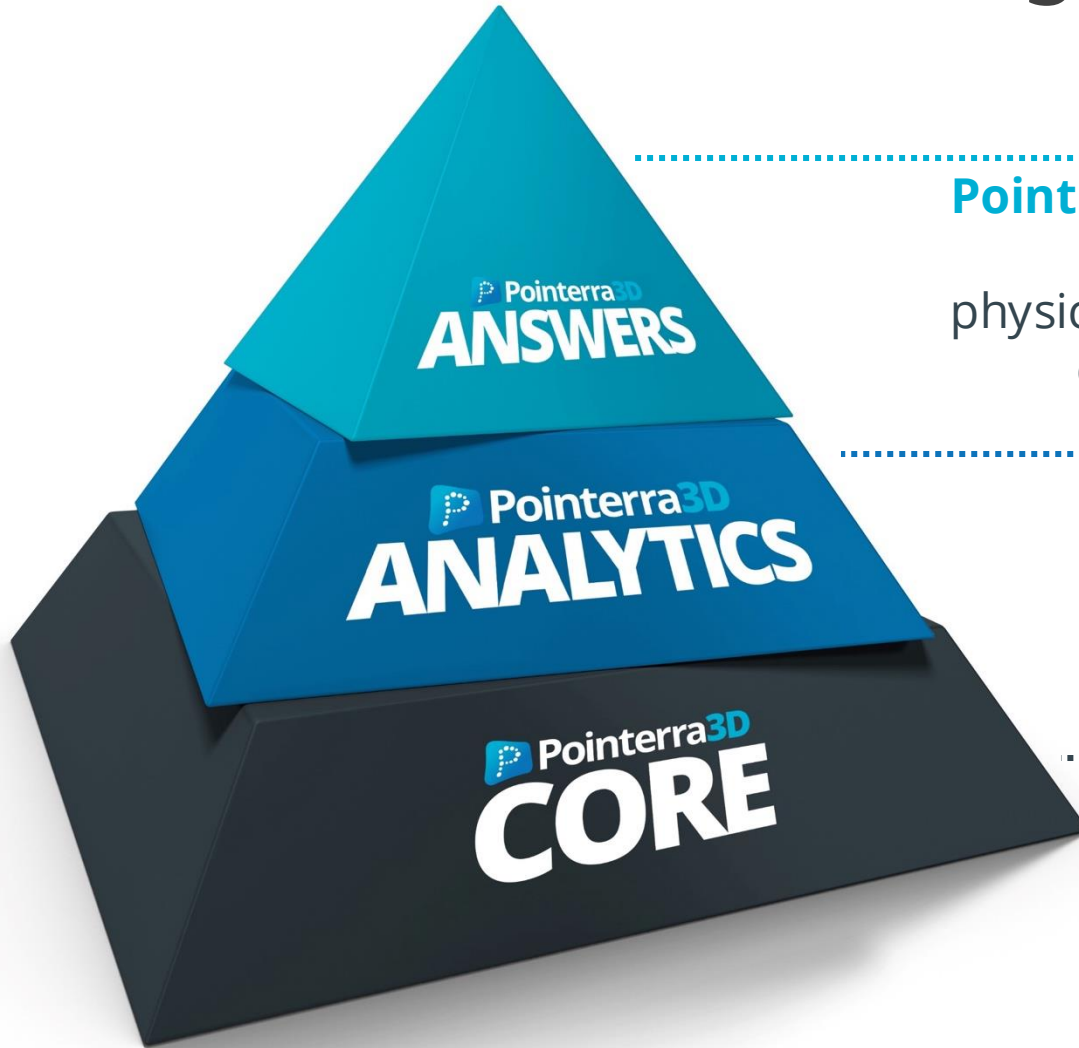 Point
Pointerra3D
ANSWERS
physic
Pointerra3D
ANALYTICS
Pointerra3D
CORE